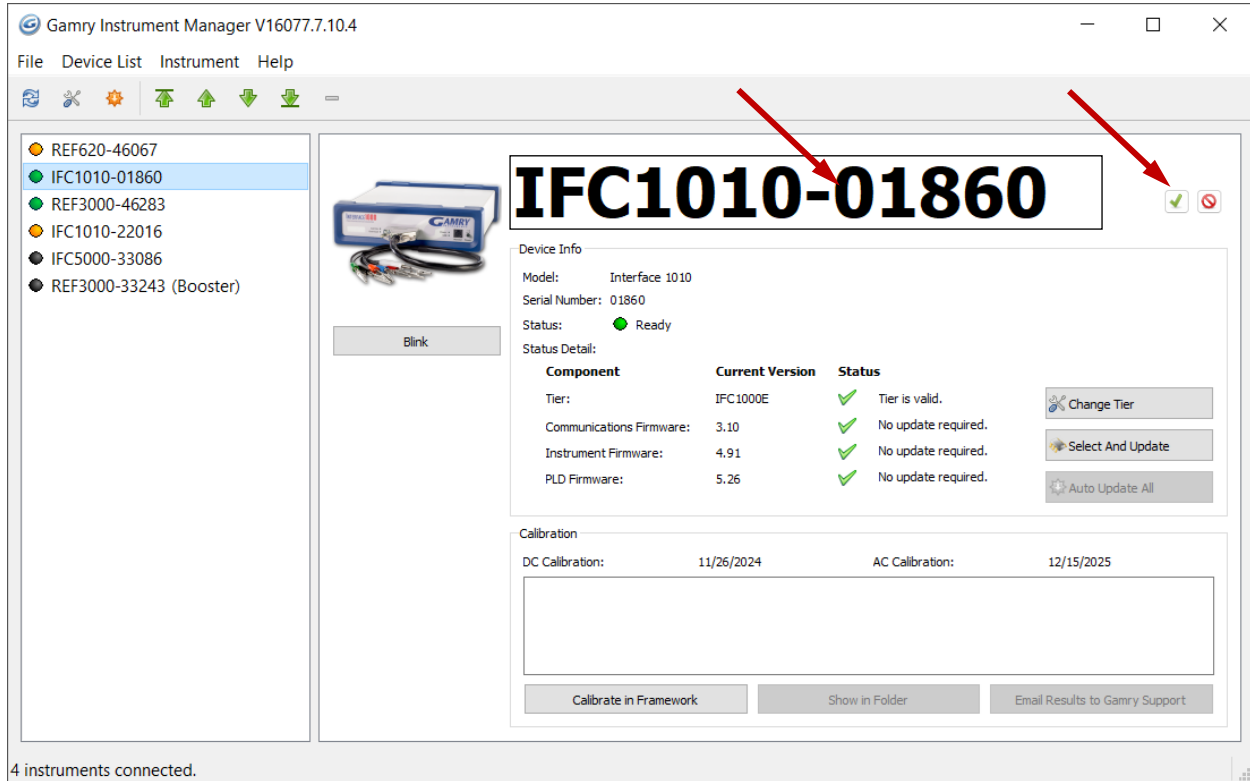 Gamry Instrument Manager V16077.7.10.4
File Device List Instrument Help
REF620-46067
IFC1010-01860
REF3000-46283
IFC1010-22016
IFC5000-33086
REF3000-33243 (Booster)
GAMRY
Blink
IFC1010-01860
Device Info
Model: Interface 1010
Serial Number: 01860
Status: Ready
Status Detail:
Component Current Version Status
Tier: IFC1000E Tier is valid.
Communications Firmware: 3.10 No update required.
Instrument Firmware: 4.91 No update required.
PLD Firmware: 5.26 No update required.
Change Tier
Select And Update
Auto Update All
Calibration
DC Calibration: 11/26/2024 AC Calibration: 12/15/2025
Calibrate in Framework Show in Folder Email Results to Gamry Support
4 instruments connected.